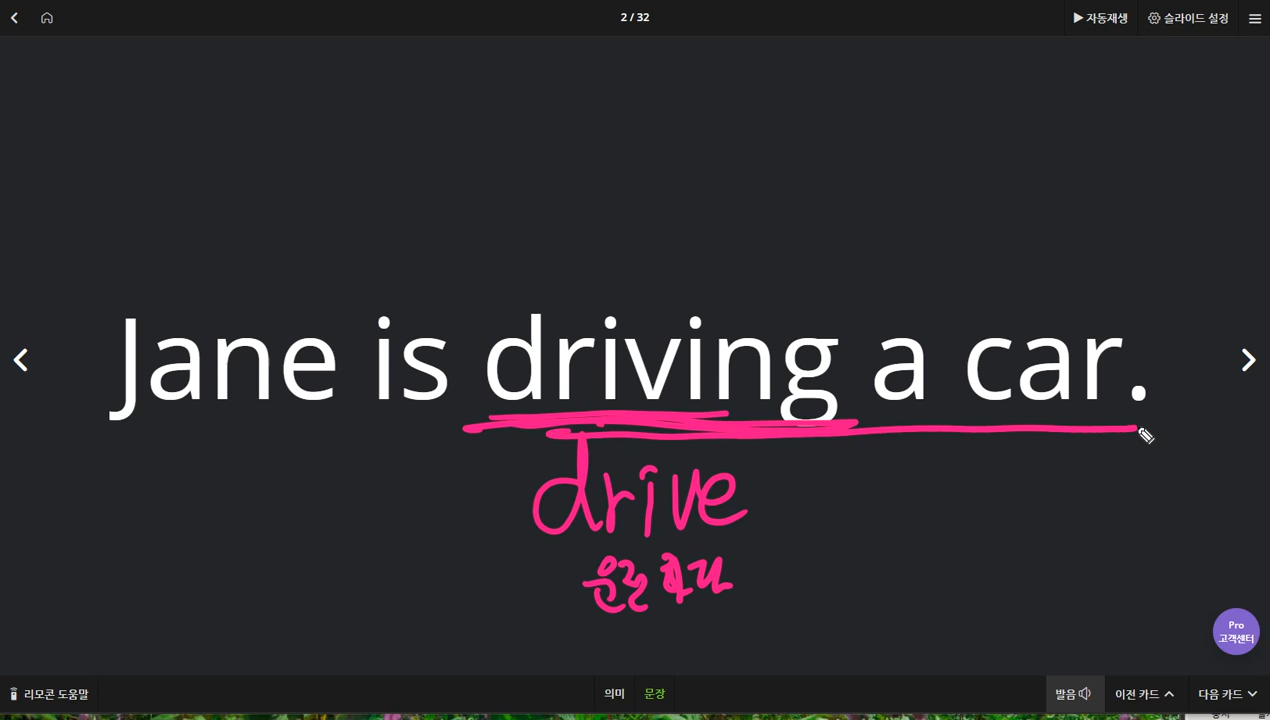 2 / 32
자동재생
슬라이드 설정
Jane is driving a car.
drive
운전하다
Pro
고객센터
리모콘 도움말
의미
문장
발음
이전 카드
다음 카드